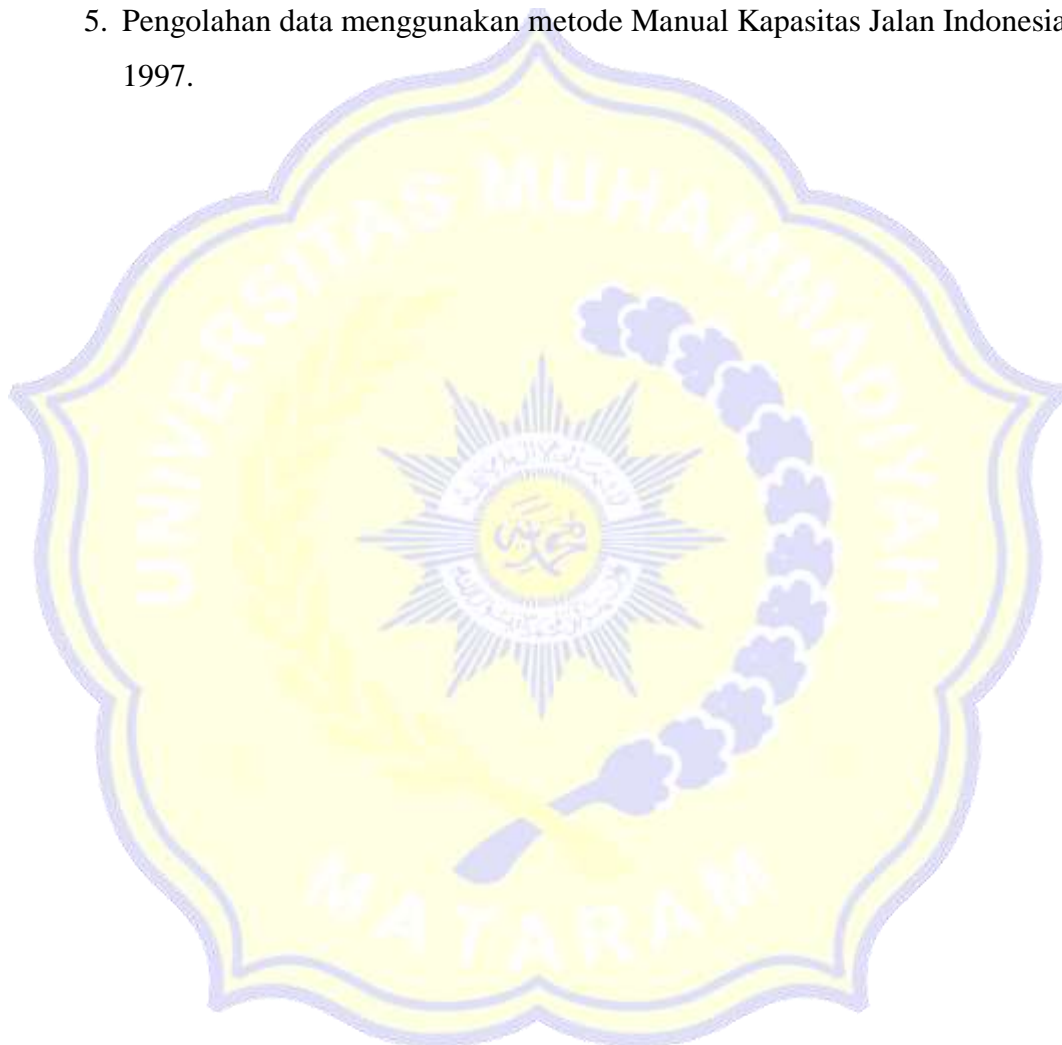 5. Pengolahan data menggunakan metode Manual Kapasitas Jalan Indonesia
1997.
UNIVERSITAS MUHAMMADIYAH
MATARAM